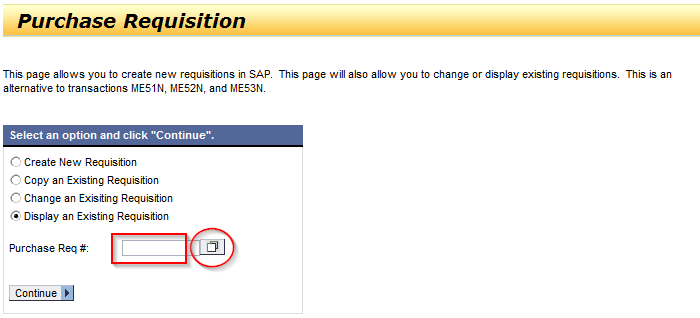 Purchase Requisition
This page allows you to create new requisitions in SAP.  This page will also allow you to change or display existing requisitions.  This is an
alternative to transactions ME51N, ME52N, and ME53N.
Select an option and click "Continue".
Create New Requisition
Copy an Existing Requisition
Change an Exisiting Requisition
Display an Existing Requisition
Purchase Req #:
Continue